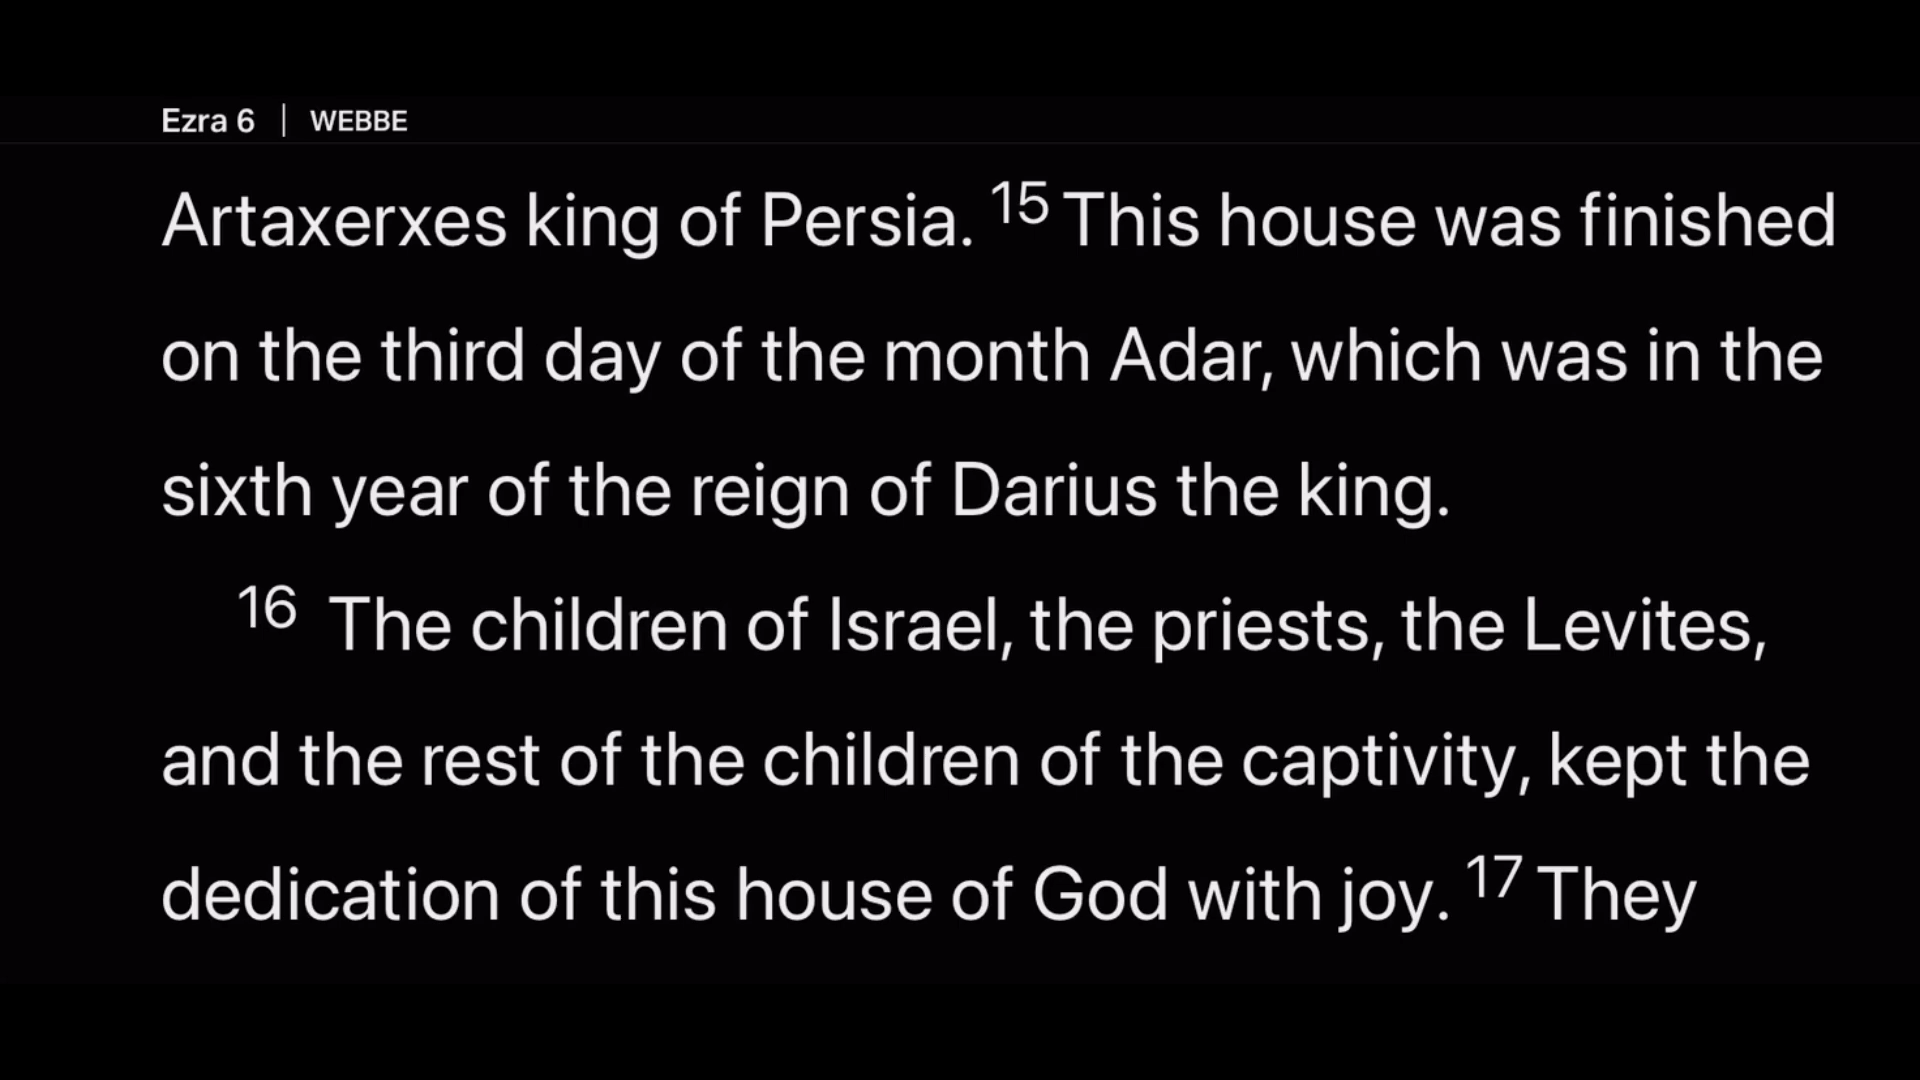 Ezra 6 | WEBBE
Artaxerxes king of Persia. 15 This house was finished
on the third day of the month Adar, which was in the
sixth year of the reign of Darius the king.
16 The children of Israel, the priests, the Levites,
and the rest of the children of the captivity, kept the
dedication of this house of God with joy. 17 They